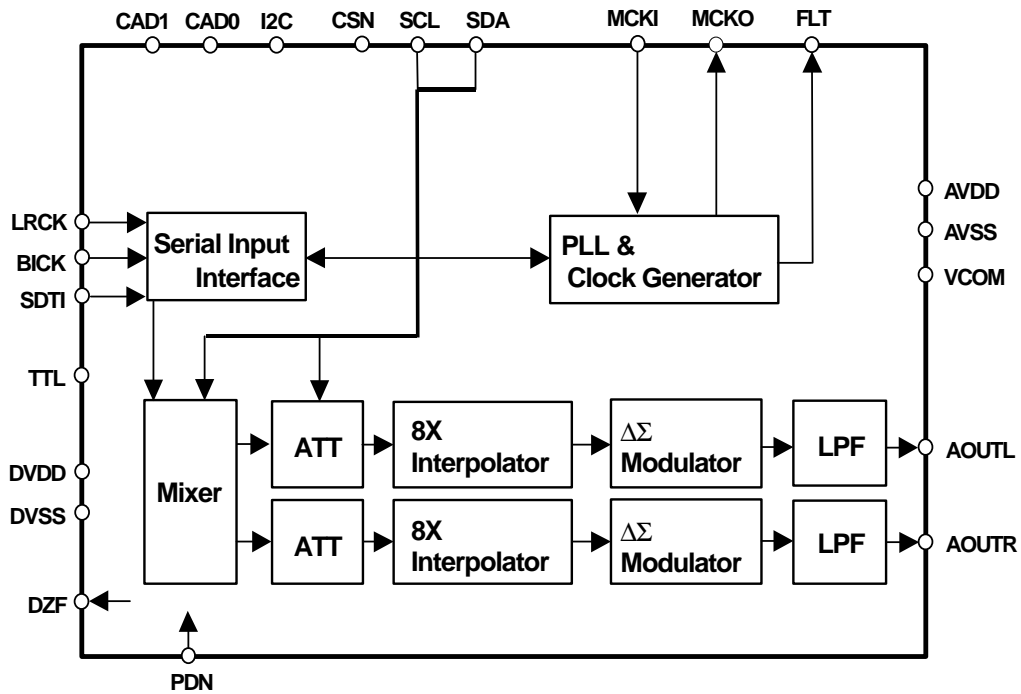 CAD1 CAD0 I2C CSN SCL SDA MCKI MCKO FLT
LRCK
BICK
SDTI
TTL
DVDD
DVSS
DZF
PDN
AVDD
AVSS
VCOM
AOUTL
AOUTR
Serial Input
Interface
PLL &
Clock Generator
Mixer
ATT
8X
Interpolator
ΔΣ
Modulator
LPF
ATT
8X
Interpolator
ΔΣ
Modulator
LPF